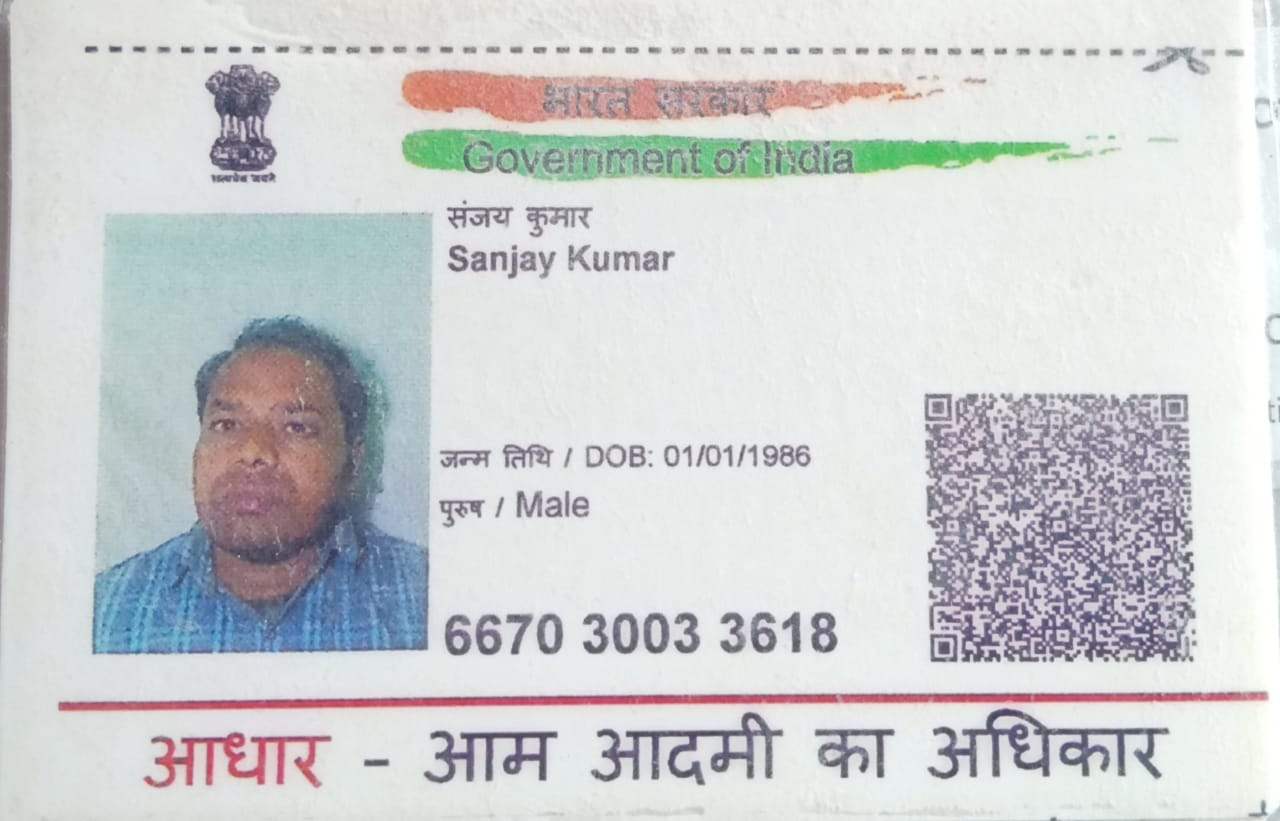 सत्यमेव जयते
भारत सरकार
Government of India
संजय कुमार
Sanjay Kumar
जन्म तिथि / DOB: 01/01/1986
पुरुष / Male
6670 3003 3618
आधार - आम आदमी का अधिकार